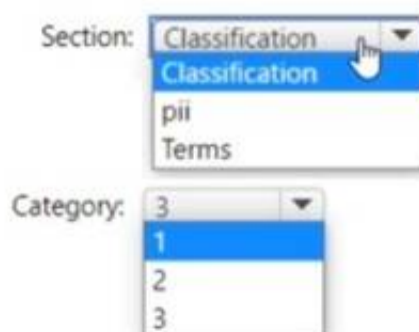 Section: Classification
Classification
pii
Terms
Category: 3
1
2
3